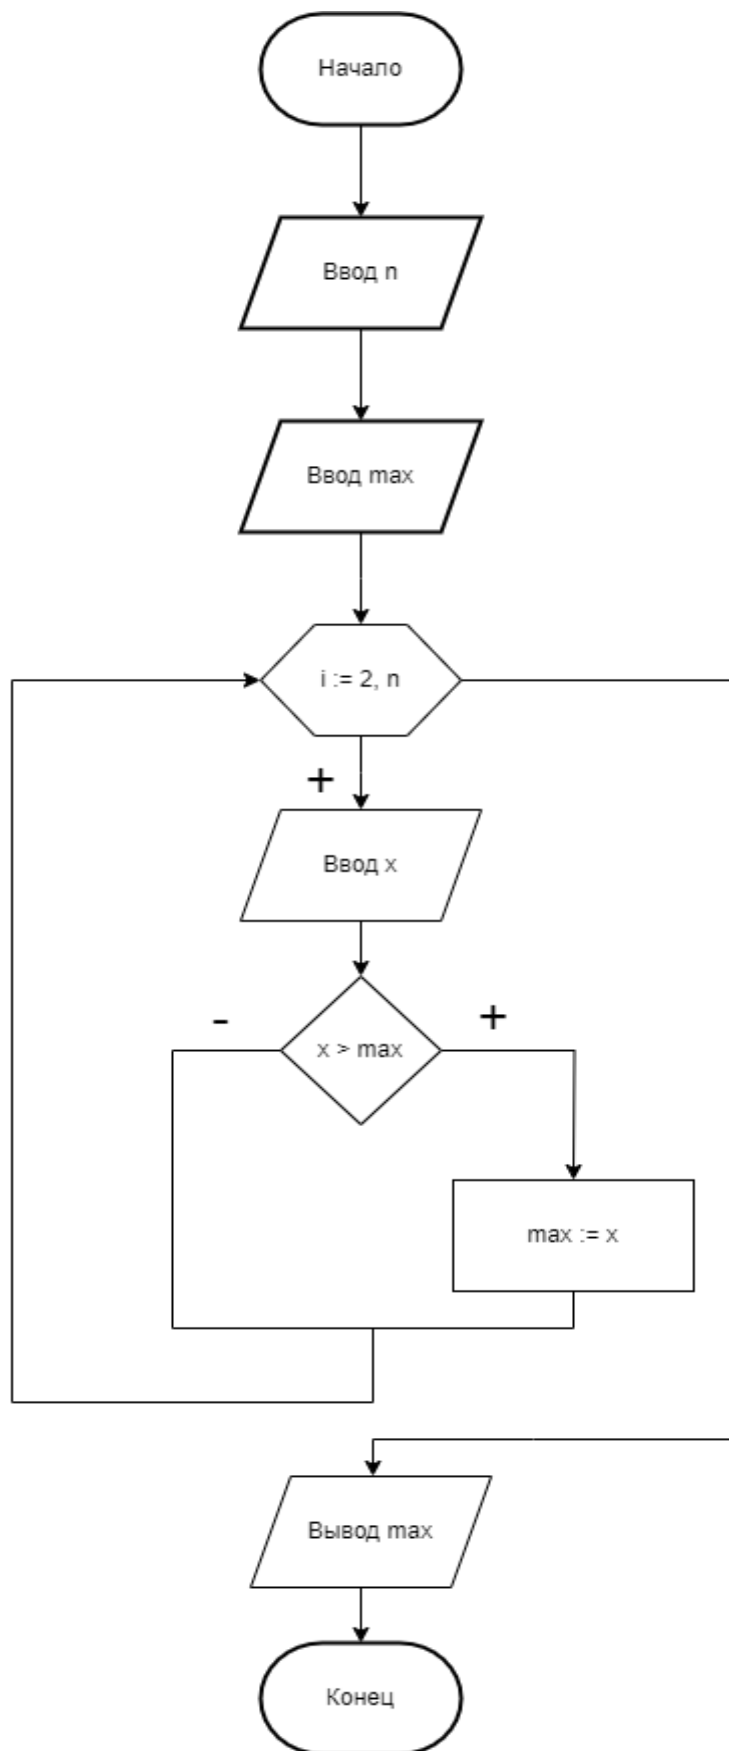 Начало
Ввод n
Ввод max
i := 2, n
+
Ввод x
- +
x > max
max := x
Вывод max
Конец